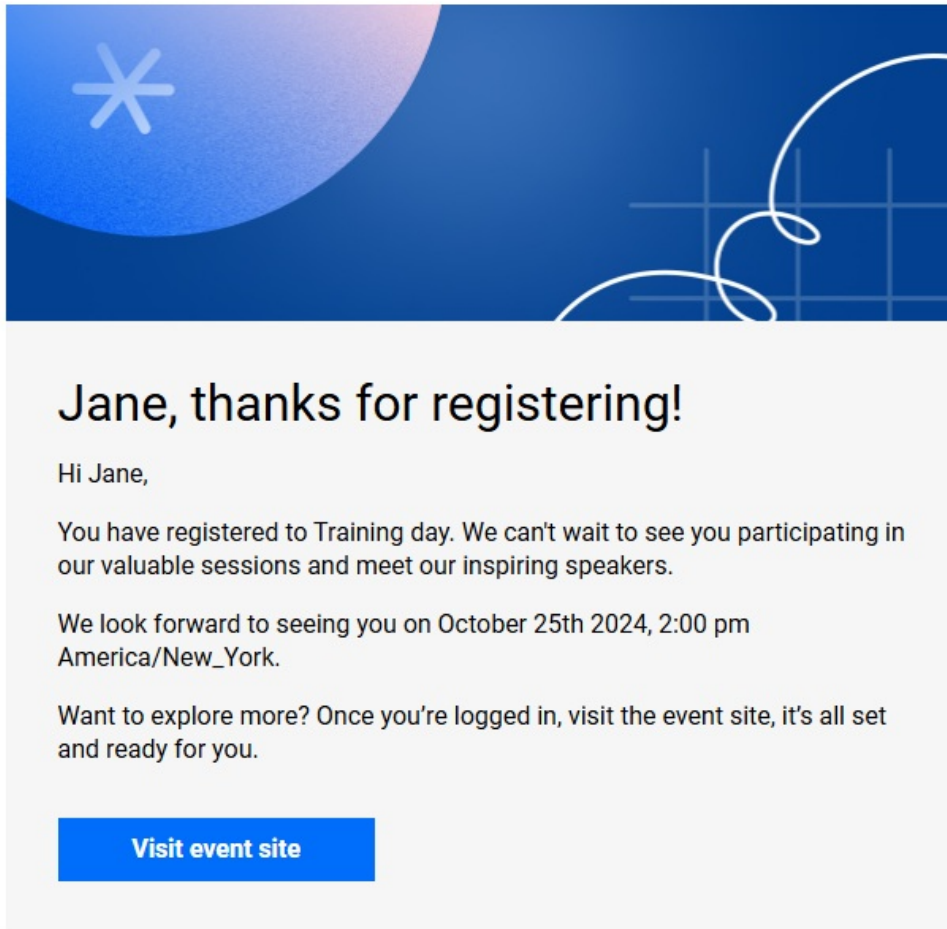 Jane, thanks for registering!
Hi Jane,
You have registered to Training day. We can't wait to see you participating in
our valuable sessions and meet our inspiring speakers.
We look forward to seeing you on October 25th 2024, 2:00 pm
America/New_York.
Want to explore more? Once you’re logged in, visit the event site, it’s all set
and ready for you.
Visit event site